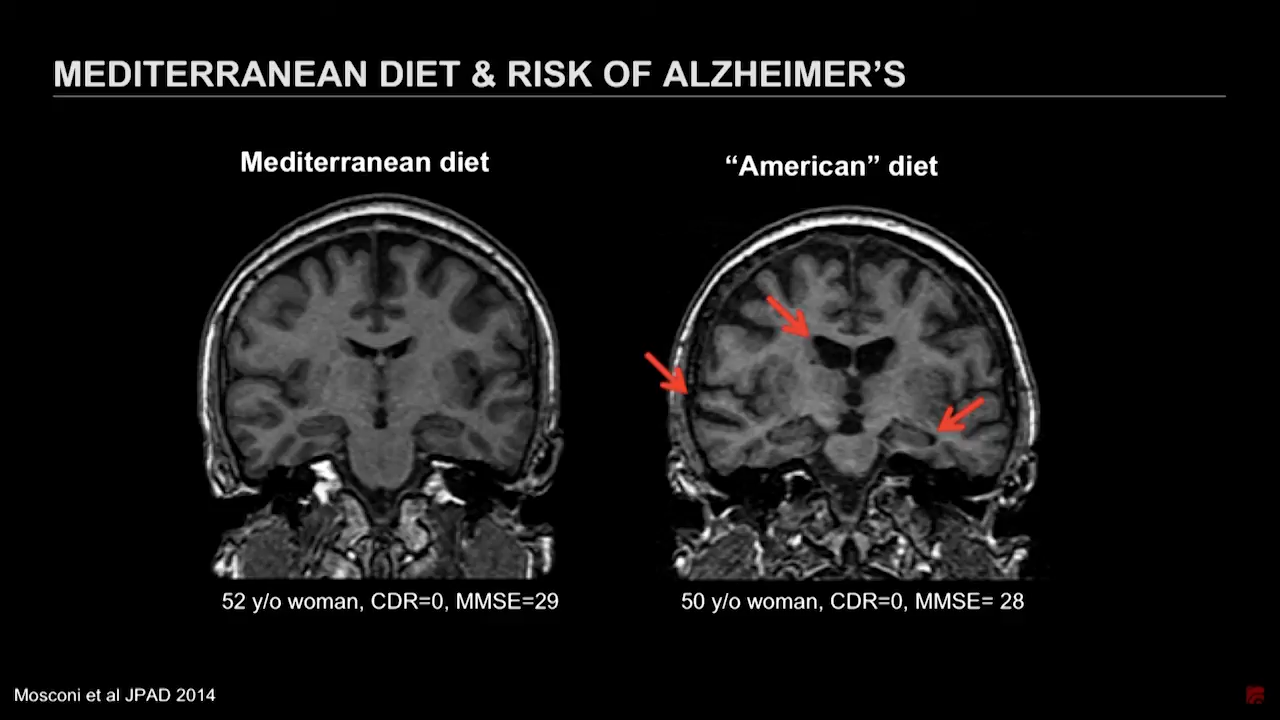 MEDITERRANEAN DIET & RISK OF ALZHEIMER’S
Mediterranean diet
“American” diet
52 y/o woman, CDR=0, MMSE=29
50 y/o woman, CDR=0, MMSE= 28
Mosconi et al JPAD 2014